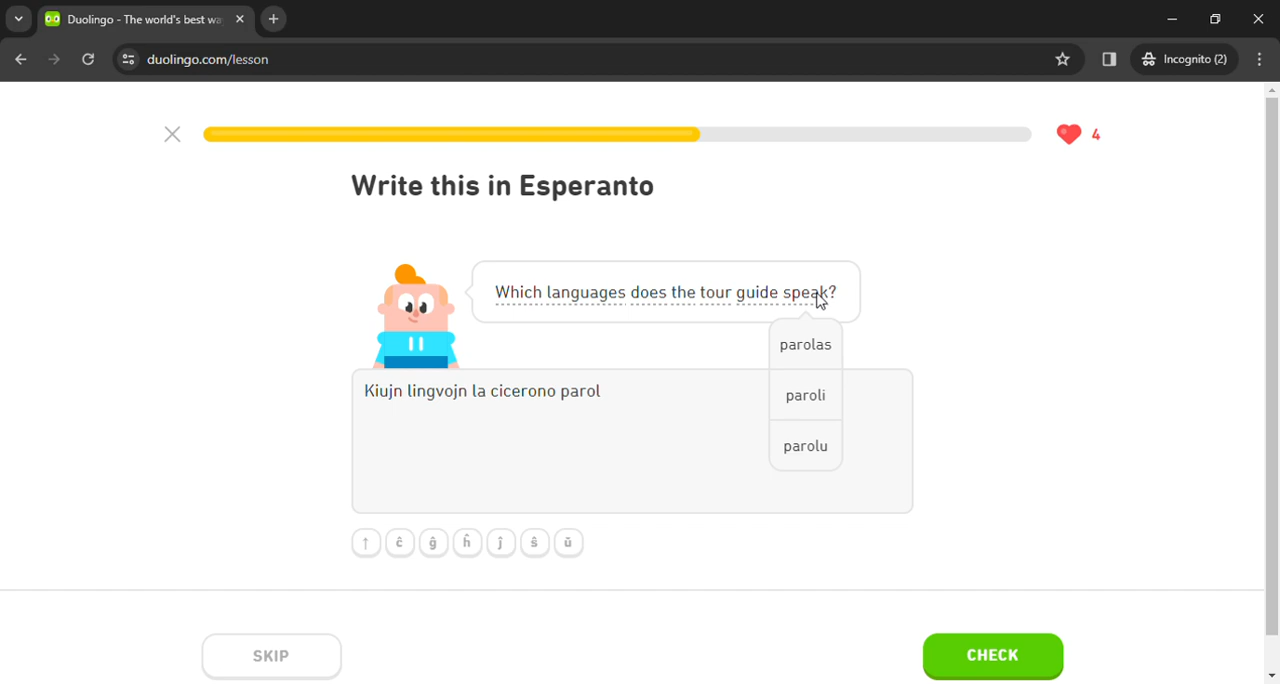 Duolingo - The world's best wa
duolingo.com/lesson
Incognito (2)
4
Write this in Esperanto
Which languages does the tour guide speak?
parolas
Kiujn lingvojn la cicerono parol
paroli
parolu
↑ ĉ ĝ ĥ ĵ ŝ ŭ
SKIP
CHECK